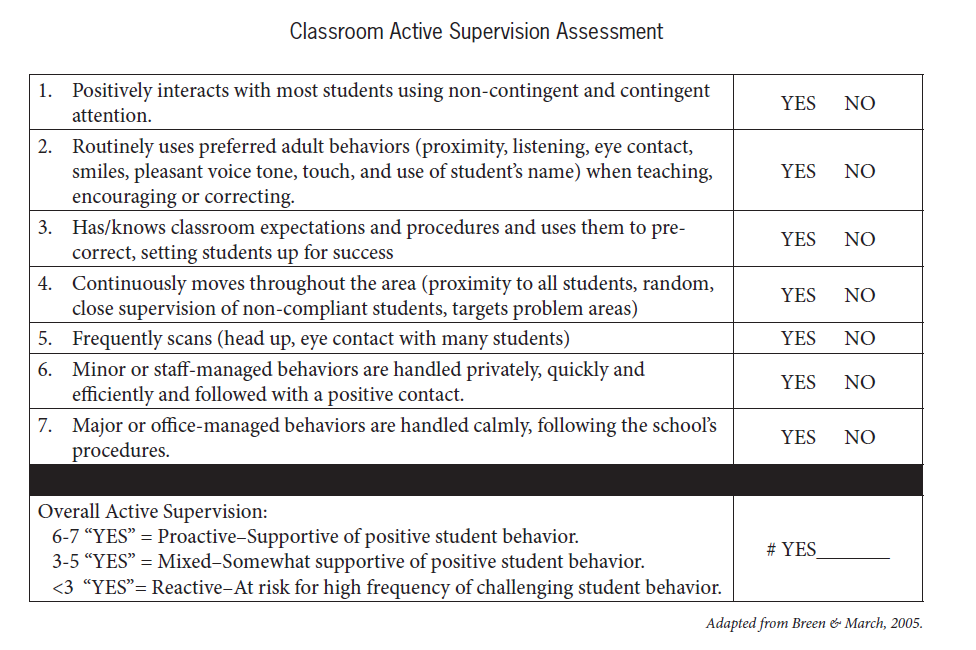 Classroom Active Supervision Assessment
1. Positively interacts with most students using non-contingent and contingent
attention.
YES NO
2. Routinely uses preferred adult behaviors (proximity, listening, eye contact,
smiles, pleasant voice tone, touch, and use of student’s name) when teaching,
encouraging or correcting.
YES NO
3. Has/knows classroom expectations and procedures and uses them to pre-
correct, setting students up for success
YES NO
4. Continuously moves throughout the area (proximity to all students, random,
close supervision of non-compliant students, targets problem areas)
YES NO
5. Frequently scans (head up, eye contact with many students)
YES NO
6. Minor or staff-managed behaviors are handled privately, quickly and
efficiently and followed with a positive contact.
YES NO
7. Major or office-managed behaviors are handled calmly, following the school’s
procedures.
YES NO
Overall Active Supervision:
6-7 “YES” = Proactive–Supportive of positive student behavior.
3-5 “YES” = Mixed–Somewhat supportive of positive student behavior.
<3 “YES”= Reactive–At risk for high frequency of challenging student behavior.
# YES_______
Adapted from Breen & March, 2005.